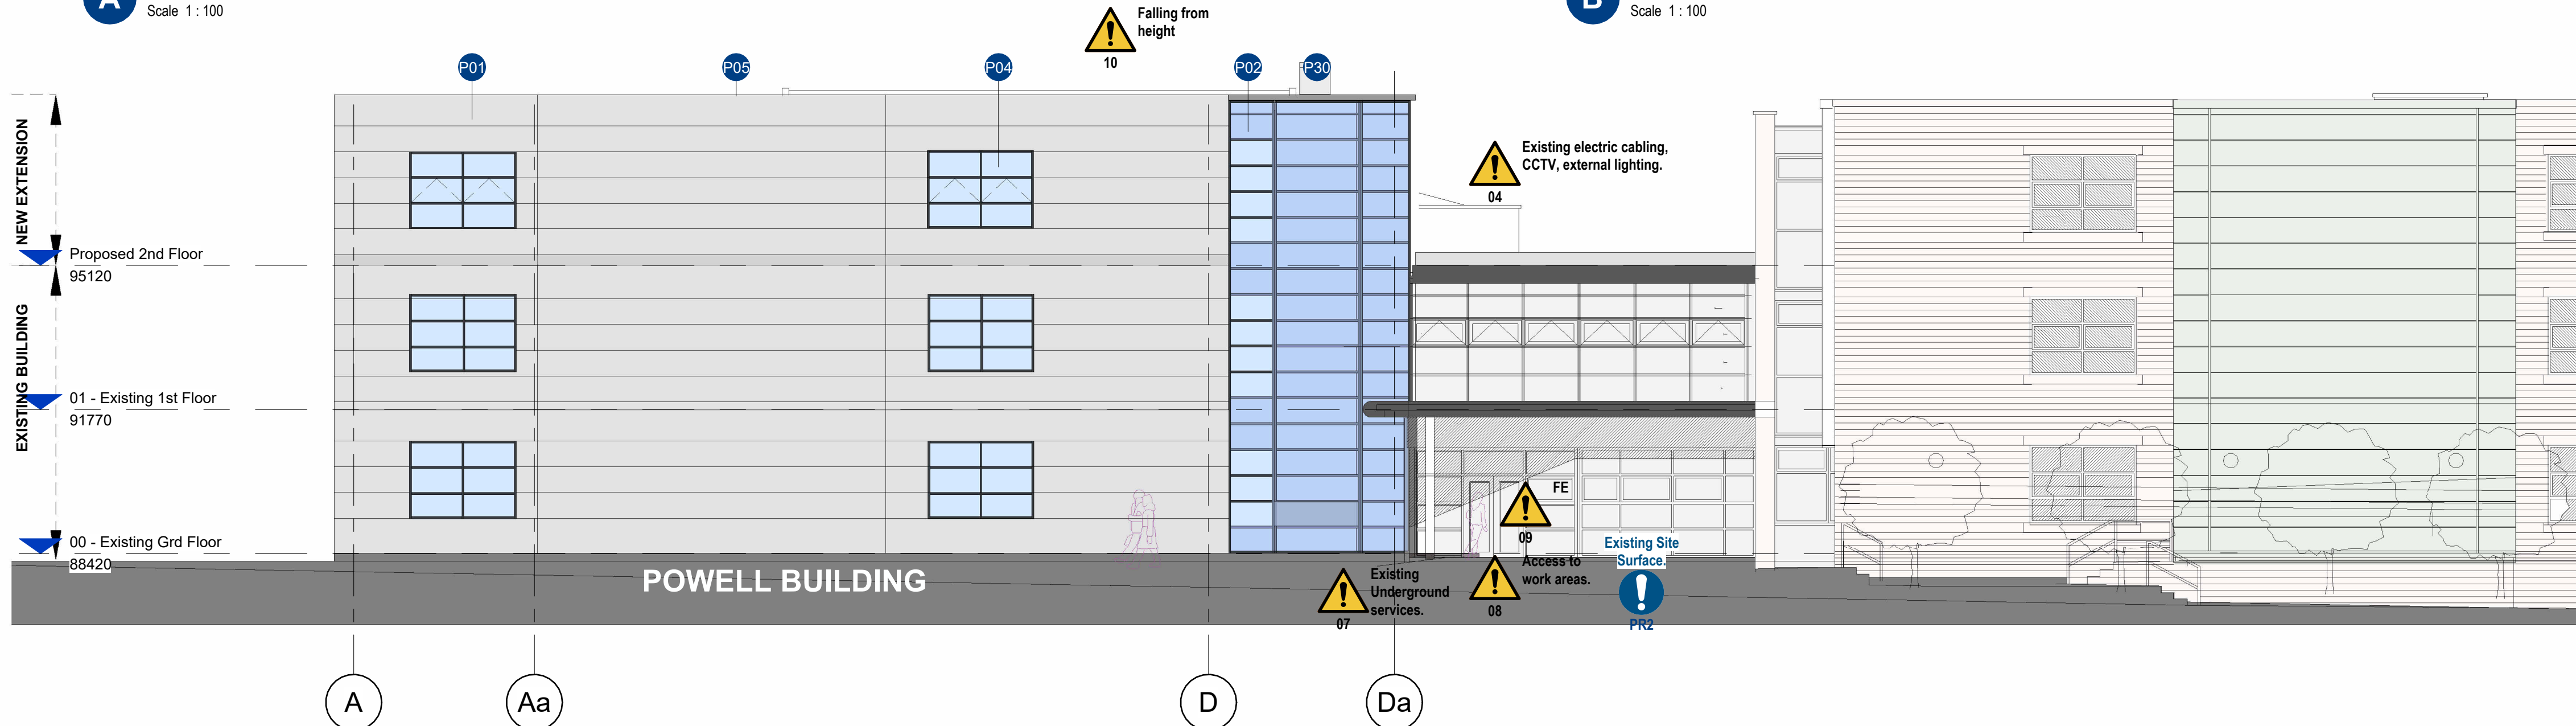 A
Scale 1 : 100
B
Scale 1 : 100
Falling from
height
10
P01
P05
P04
P02
P30
NEW EXTENSION
Existing electric cabling,
CCTV, external lighting.
04
Proposed 2nd Floor
95120
EXISTING BUILDING
01 - Existing 1st Floor
91770
FE
09
00 - Existing Grd Floor
88420
Existing Site
Surface.
PR2
Access to
work areas.
08
Existing
Underground
services.
07
POWELL BUILDING
A
Aa
D
Da